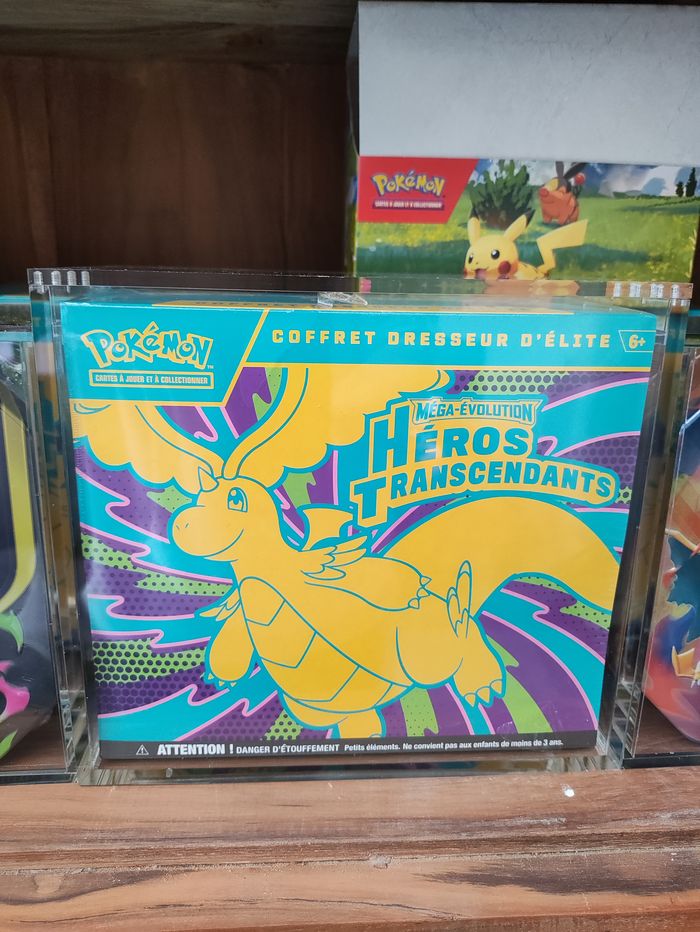 Pokémon
CARTES À JOUER ET À COLLECTIONNER
Pokémon
TM
CARTES À JOUER ET À COLLECTIONNER
COFFRET DRESSEUR D'ÉLITE
6+
MÉGA-ÉVOLUTION
HÉROS
TRANSCENDANTS
ATTENTION ! DANGER D'ÉTOUFFEMENT Petits éléments. Ne convient pas aux enfants de moins de 3 ans.